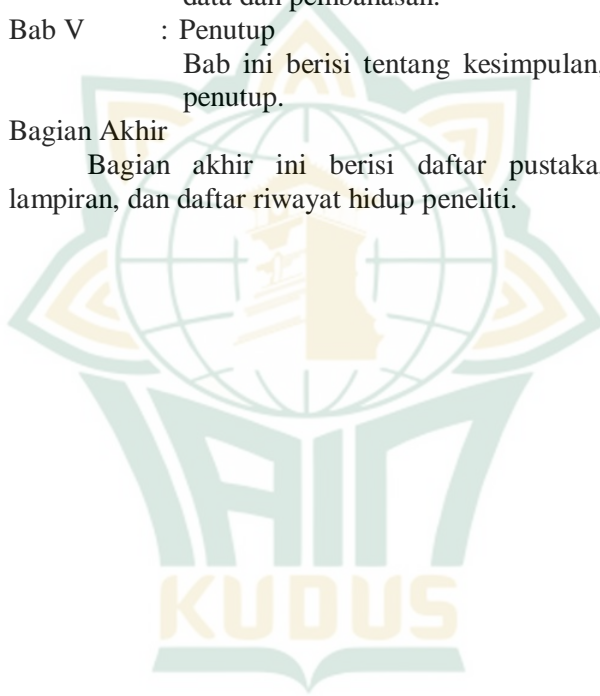 data dan pembahasan.
Bab V : Penutup
Bab ini berisi tentang kesimpulan,
penutup.
Bagian Akhir
Bagian akhir ini berisi daftar pustaka,
lampiran, dan daftar riwayat hidup peneliti.
IAIN
KUDUS